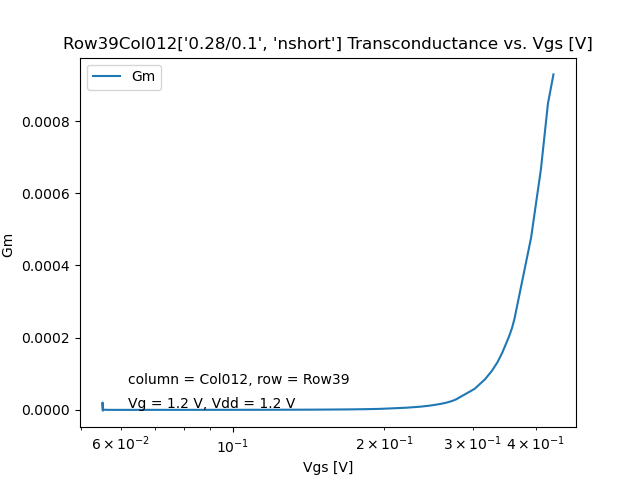 Row39Col012['0.28/0.1', 'nshort'] Transconductance vs. Vgs [V]
Gm
0.0008
0.0006
0.0004
0.0002
0.0000
Gm
column = Col012, row = Row39
Vg = 1.2 V, Vdd = 1.2 V
6 × 10⁻² 10⁻¹ 2 × 10⁻¹ 3 × 10⁻¹ 4 × 10⁻¹
Vgs [V]